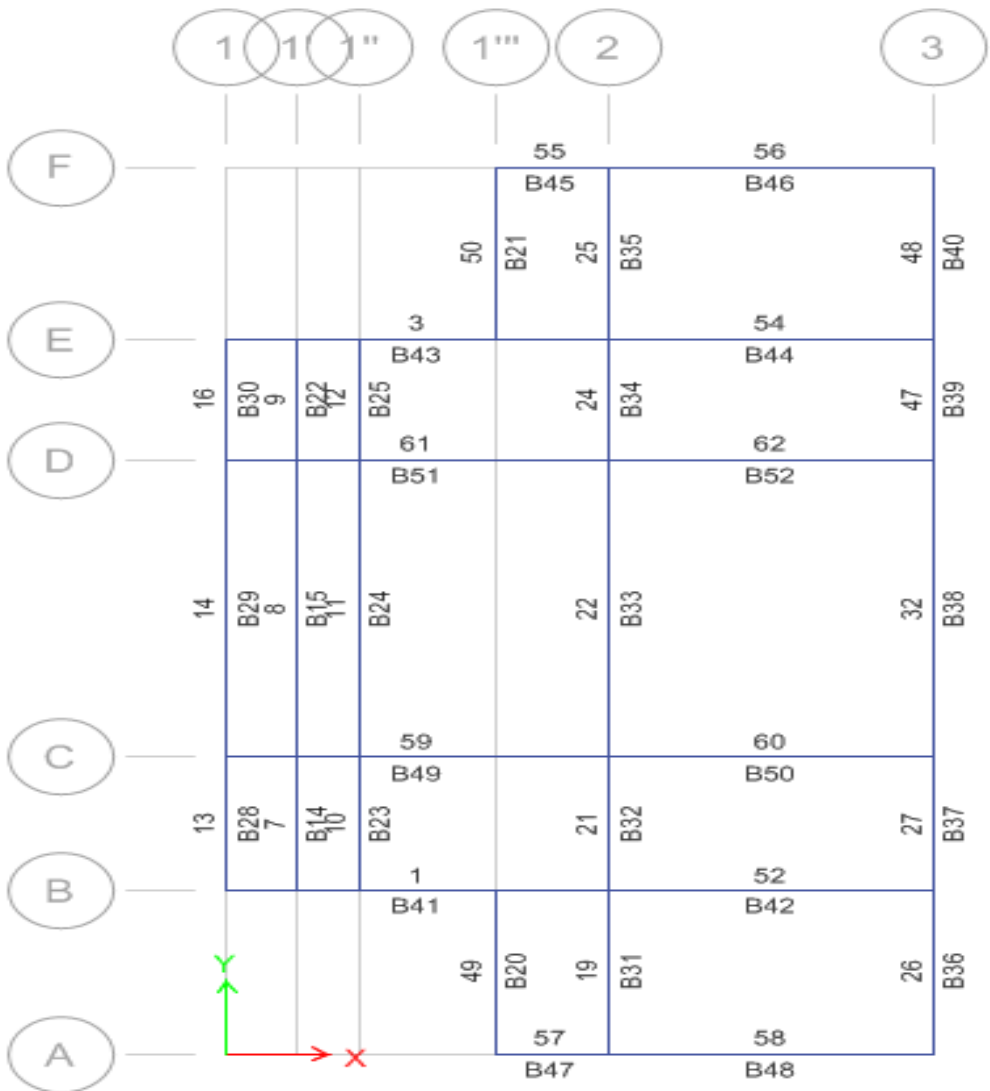 1 1' 1'' 1''' 2 3
55 56
F
B45 B46
50 B21 25 B35 48 B40
3 54
E
B43 B44
16 B30 9 B22 12 B25 24 B34 47 B39
61 62
D
B51 B52
14 B29 8 B15 11 B24 22 B33 32 B38
59 60
C
B49 B50
13 B28 7 B14 10 B23 21 B32 27 B37
1 52
B
B41 B42
49 B20 19 B31 26 B36
Y
57 58
A X
B47 B48